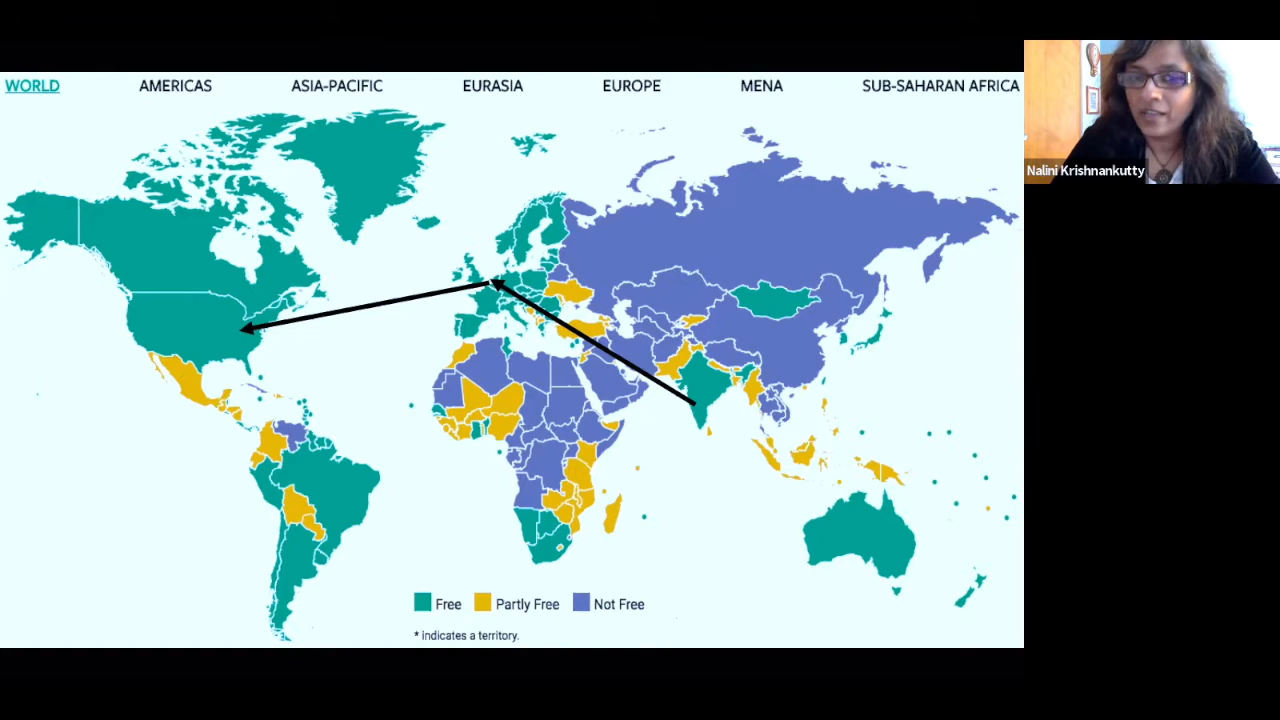 WORLD AMERICAS ASIA-PACIFIC EURASIA EUROPE MENA SUB-SAHARAN AFRICA
Nalini Krishnankutty
Free Partly Free Not Free
* indicates a territory.